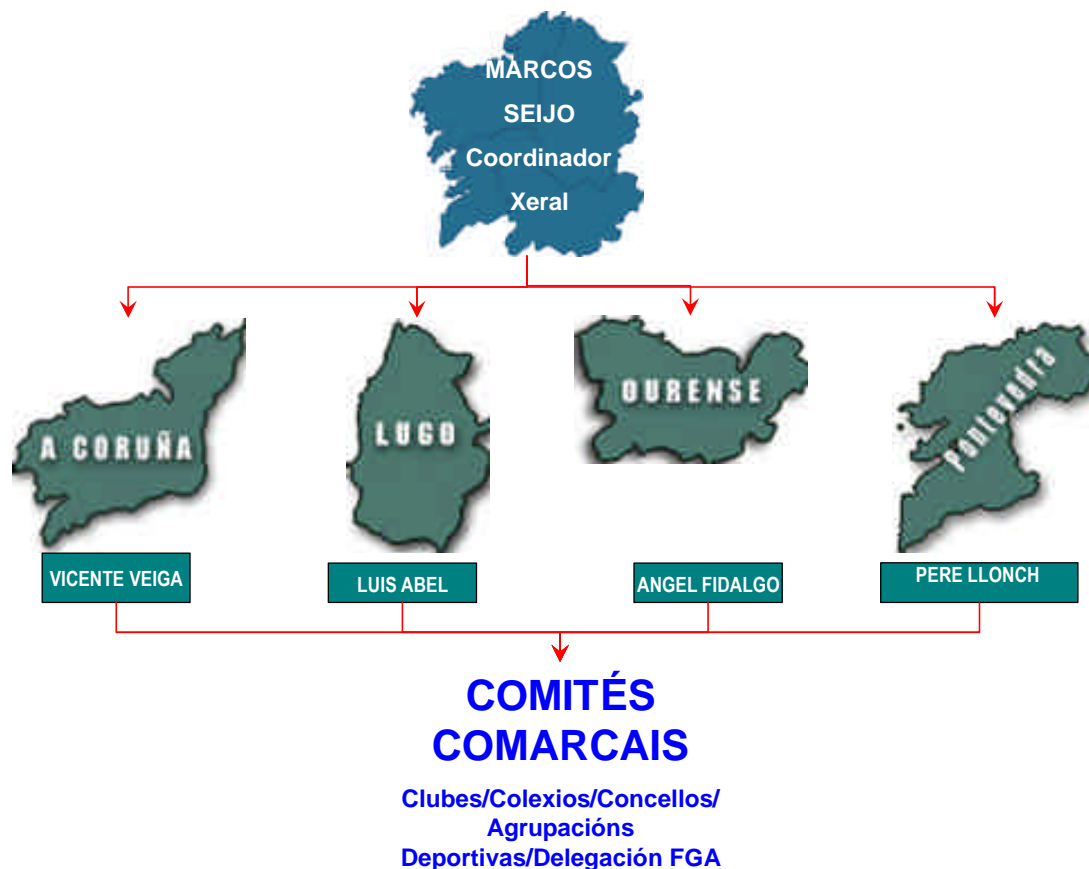 MARCOS
SEIJO
Coordinador
Xeral
A CORUÑA
LUGO
OURENSE
Pontevedra
VICENTE VEIGA
LUIS ABEL
ANGEL FIDALGO
PERE LLONCH
COMITÉS
COMARCAIS
Clubes/Colexios/Concellos/
Agrupacións
Deportivas/Delegación FGA